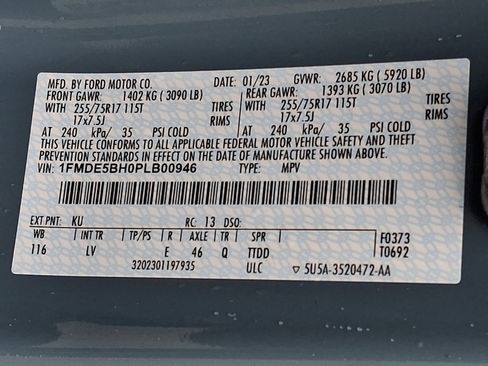 MFD. BY FORD MOTOR CO. DATE: 01/23 GVWR: 2685 KG (5920 LB)
FRONT GAWR: 1402 KG (3090 LB) REAR GAWR: 1393 KG (3070 LB)
WITH 255/75R17 115T TIRES WITH 255/75R17 115T TIRES
17x7.5J RIMS 17x7.5J RIMS
AT 240 kPa/ 35 PSI COLD AT 240 kPa/ 35 PSI COLD
THIS VEHICLE CONFORMS TO ALL APPLICABLE FEDERAL MOTOR VEHICLE SAFETY AND THEFT
PREVENTION STANDARDS IN EFFECT ON THE DATE OF MANUFACTURE SHOWN ABOVE.
VIN: 1FMDE5BH0PLB00946 TYPE: MPV
EXT PNT: KU RC: 13 DSO:
WB TP/PS R AXLE TR SPR F0373
116 LV E 46 Q TTDD T0692
3202301197935 ULC 5U5A-3520472-AA